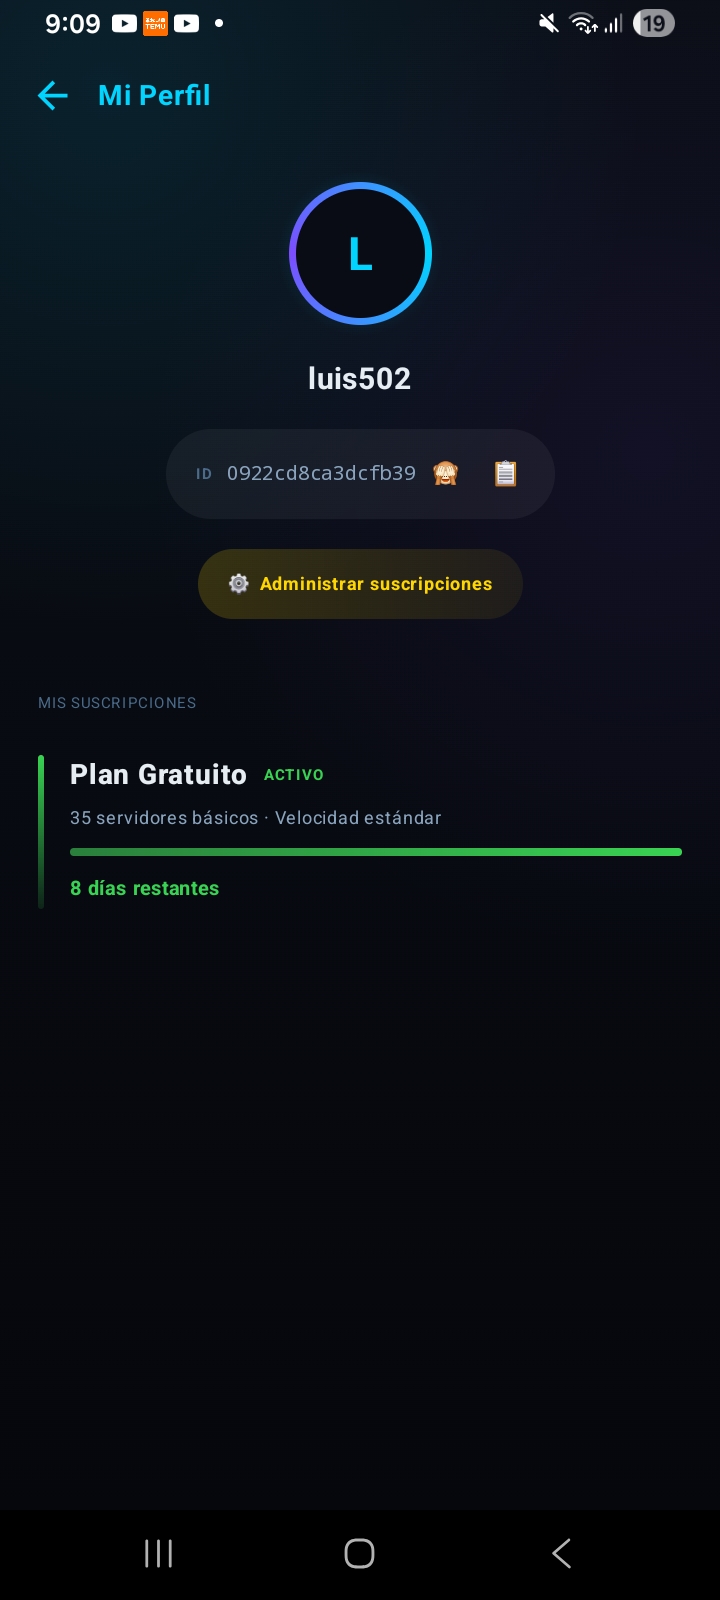 9:09
TEMU
19
Mi Perfil
L
luis502
ID 0922cd8ca3dcfb39
Administrar suscripciones
MIS SUSCRIPCIONES
Plan Gratuito ACTIVO
35 servidores básicos · Velocidad estándar
8 días restantes